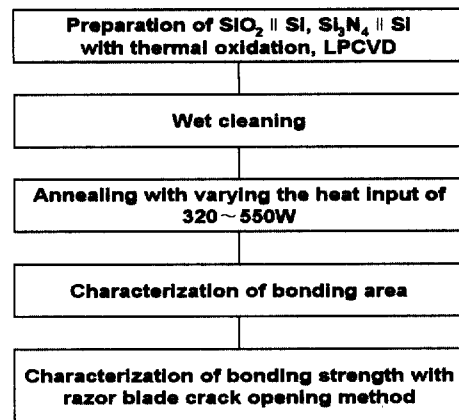 Preparation of SiO₂ ∥ Si, Si₃N₄ ∥ Si
with thermal oxidation, LPCVD
Wet cleaning
Annealing with varying the heat input of
320～550W
Characterization of bonding area
Characterization of bonding strength with
razor blade crack opening method